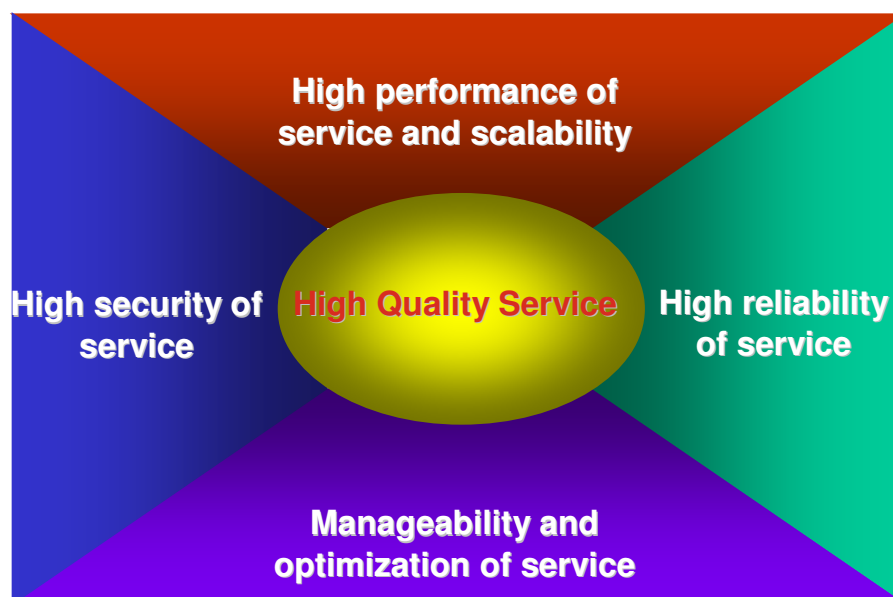 High performance of
service and scalability
High security of
service
High Quality Service
High reliability
of service
Manageability and
optimization of service